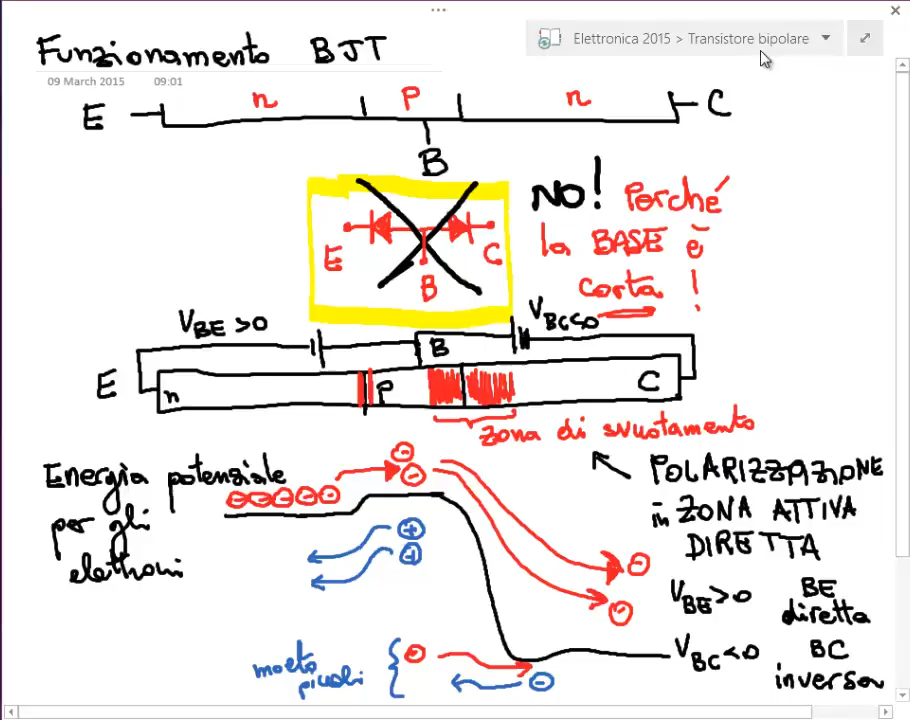 Elettronica 2015 > Transistore bipolare
Funzionamento BJT
09 March 2015 09:01
E n P n C
B
NO! Perché
la BASE è
corta !
E B C
VBE >0
VBC<0
B
E n P C
zona di svuotamento
Energia potenziale
per gli
elettroni
POLARIZZAZIONE
in ZONA ATTIVA
DIRETTA
VBE>0 BE
diretta
VBC<0 BC
inversa
molto
piccoli